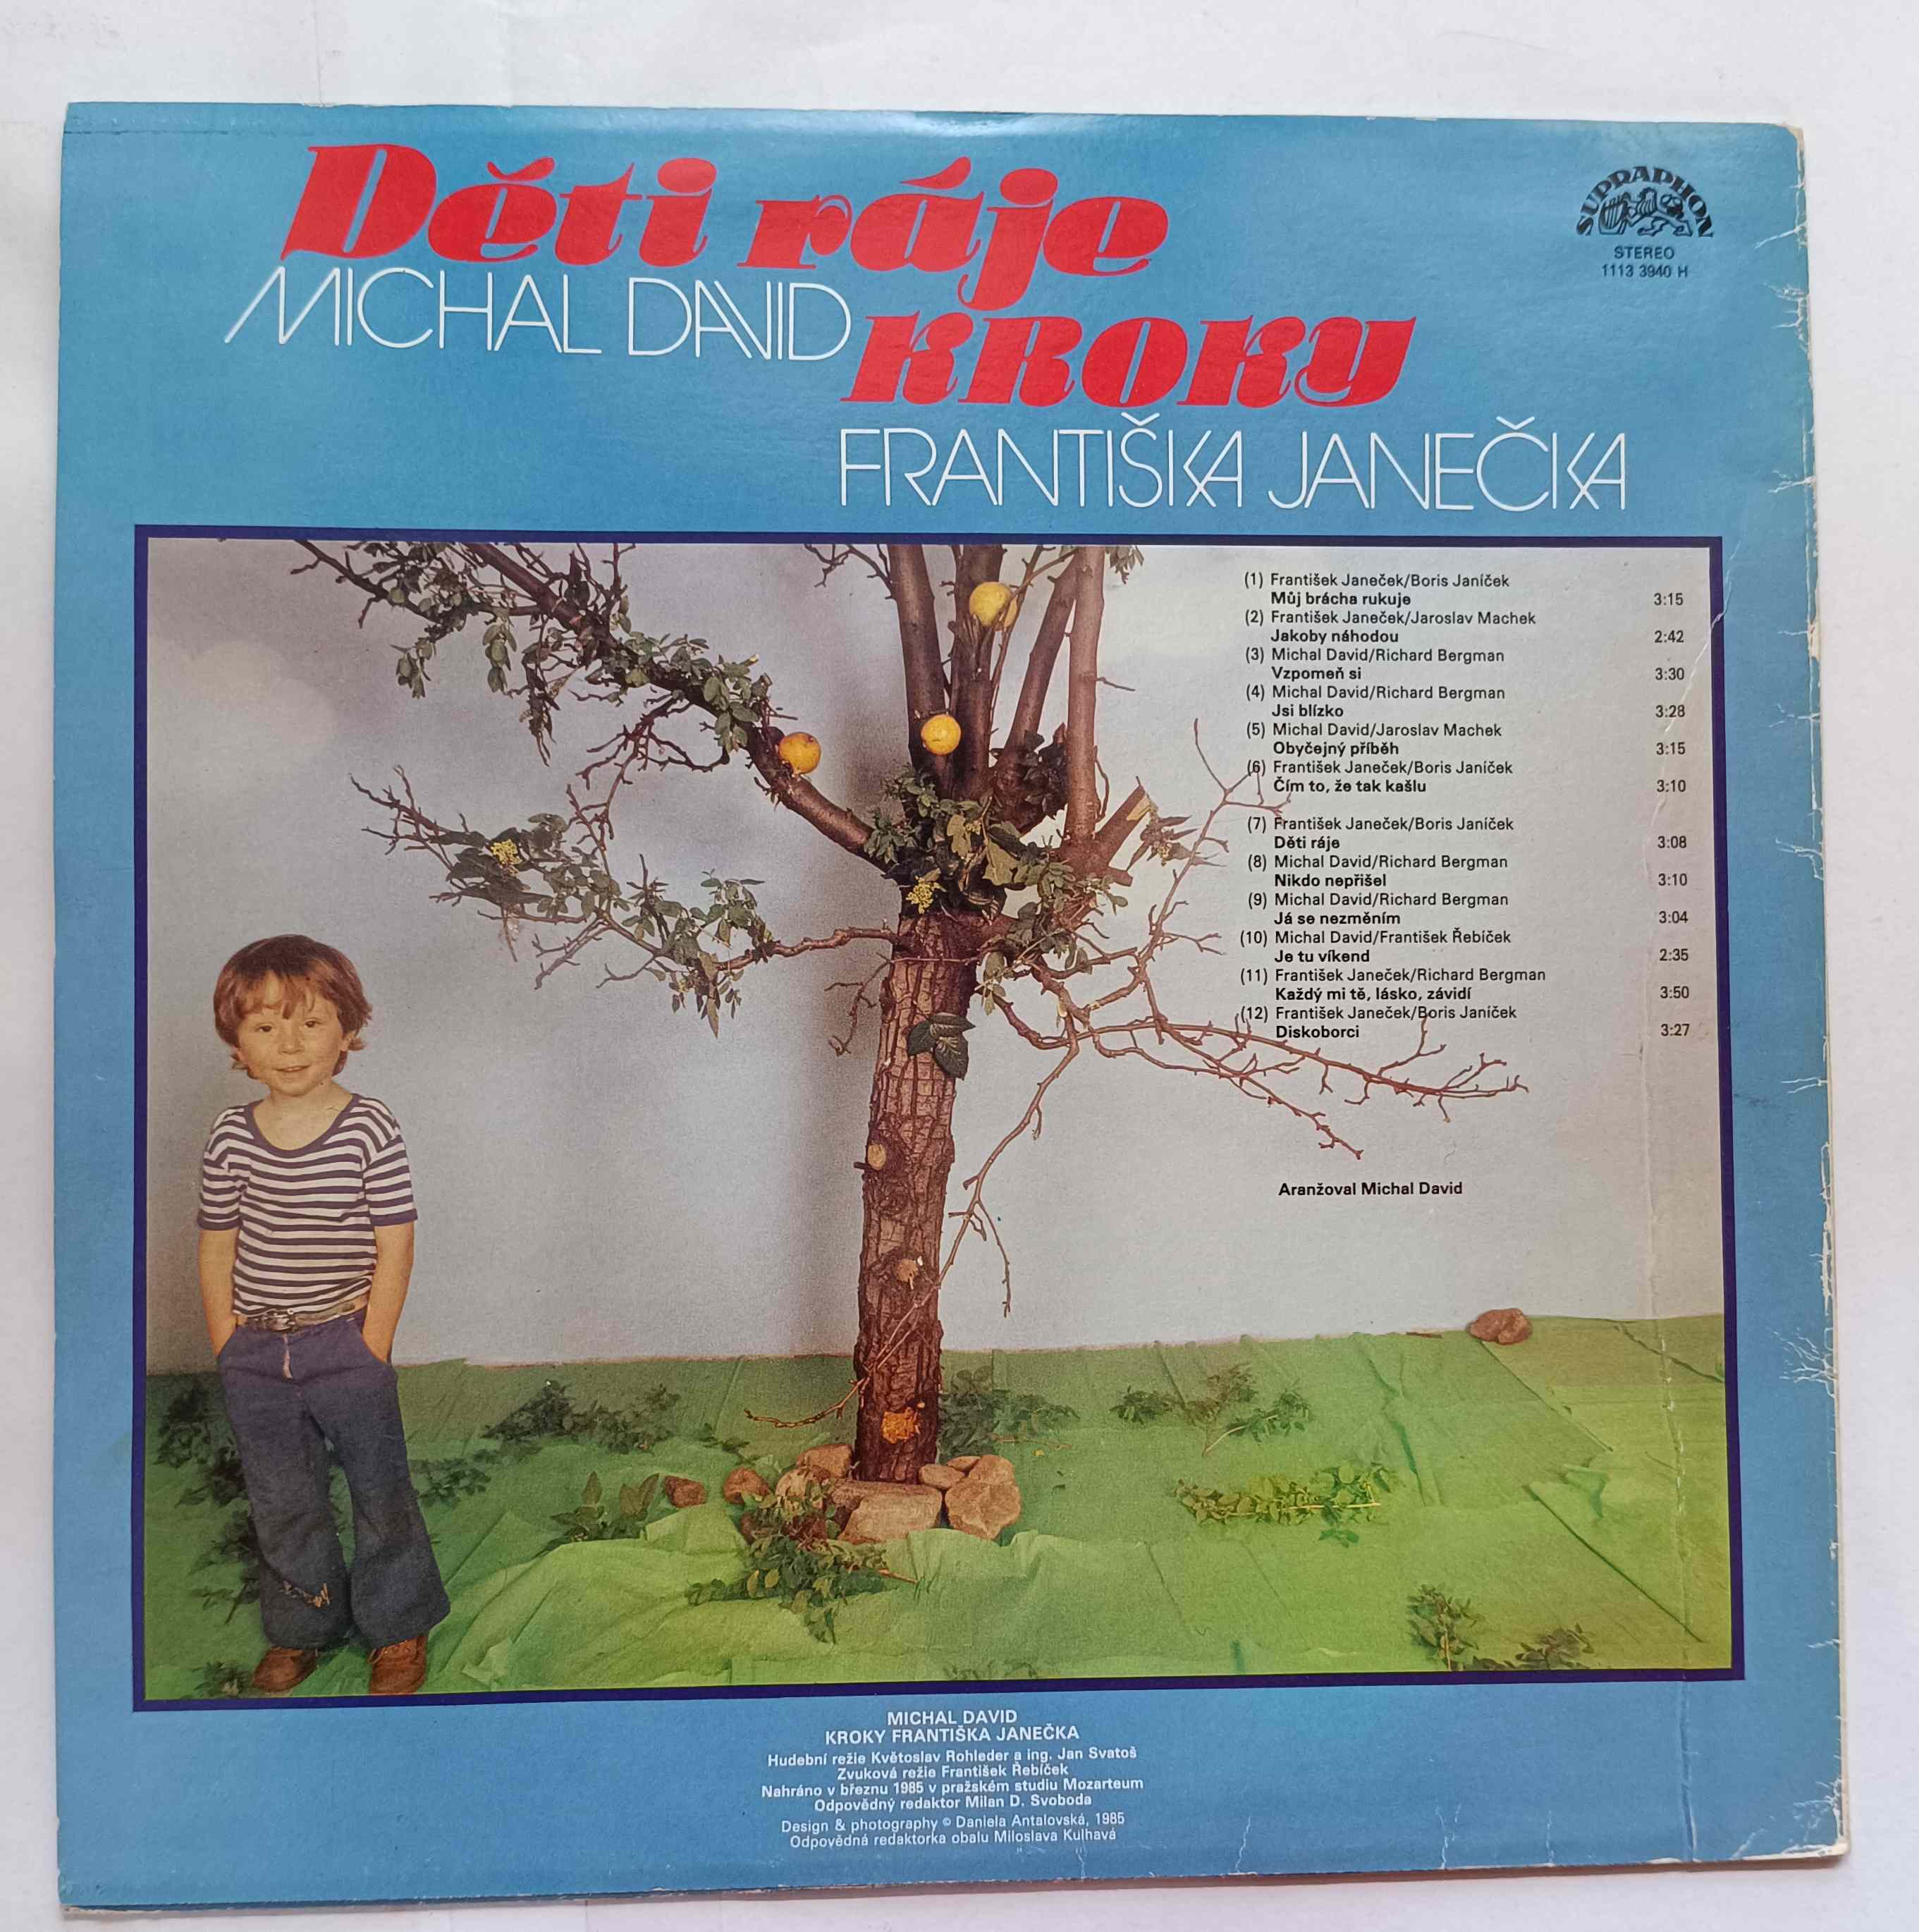 Děti ráje
SUPRAPHON
STEREO
1113 3940 H
MICHAL DAVID
KROKY
FRANTIŠKA JANEČKA
(1) František Janeček/Boris Janíček
Můj brácha rukuje 3:15
(2) František Janeček/Jaroslav Machek
Jakoby náhodou 2:42
(3) Michal David/Richard Bergman
Vzpomeň si 3:30
(4) Michal David/Richard Bergman
Jsi blízko 3:28
(5) Michal David/Jaroslav Machek
Obyčejný příběh 3:15
(6) František Janeček/Boris Janíček
Čím to, že tak kašlu 3:10
(7) František Janeček/Boris Janíček
Děti ráje 3:08
(8) Michal David/Richard Bergman
Nikdo nepřišel 3:10
(9) Michal David/Richard Bergman
Já se nezměním 3:04
(10) Michal David/František Řebíček
Je tu víkend 2:35
(11) František Janeček/Richard Bergman
Každý mi tě, lásko, závidí 3:50
(12) František Janeček/Boris Janíček
Diskoborci 3:27
Aranžoval Michal David
MICHAL DAVID
KROKY FRANTIŠKA JANEČKA
Hudební režie Květoslav Rohleder a ing. Jan Svatoš
Zvuková režie František Řebíček
Nahráno v březnu 1985 v pražském studiu Mozarteum
Odpovědný redaktor Milan D. Svoboda
Design & photography © Daniela Antalovská, 1985
Odpovědná redaktorka obalu Miloslava Kulhavá